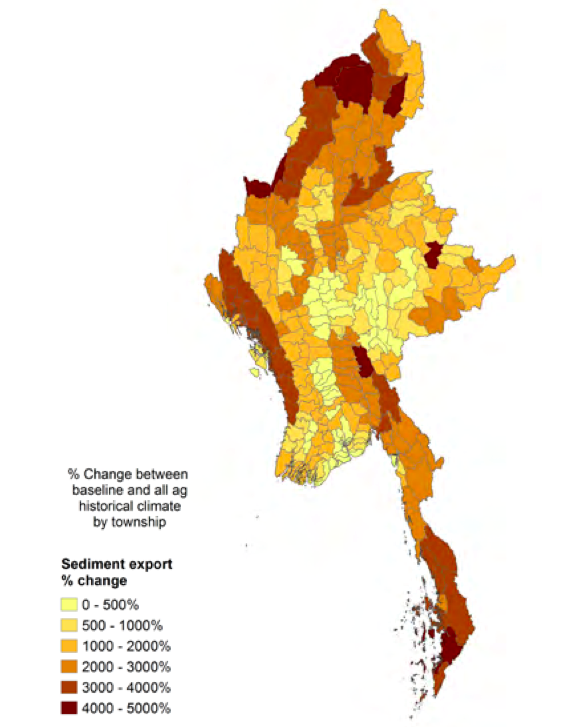 % Change between
baseline and all ag
historical climate
by township
Sediment export
% change
0 - 500%
500 - 1000%
1000 - 2000%
2000 - 3000%
3000 - 4000%
4000 - 5000%